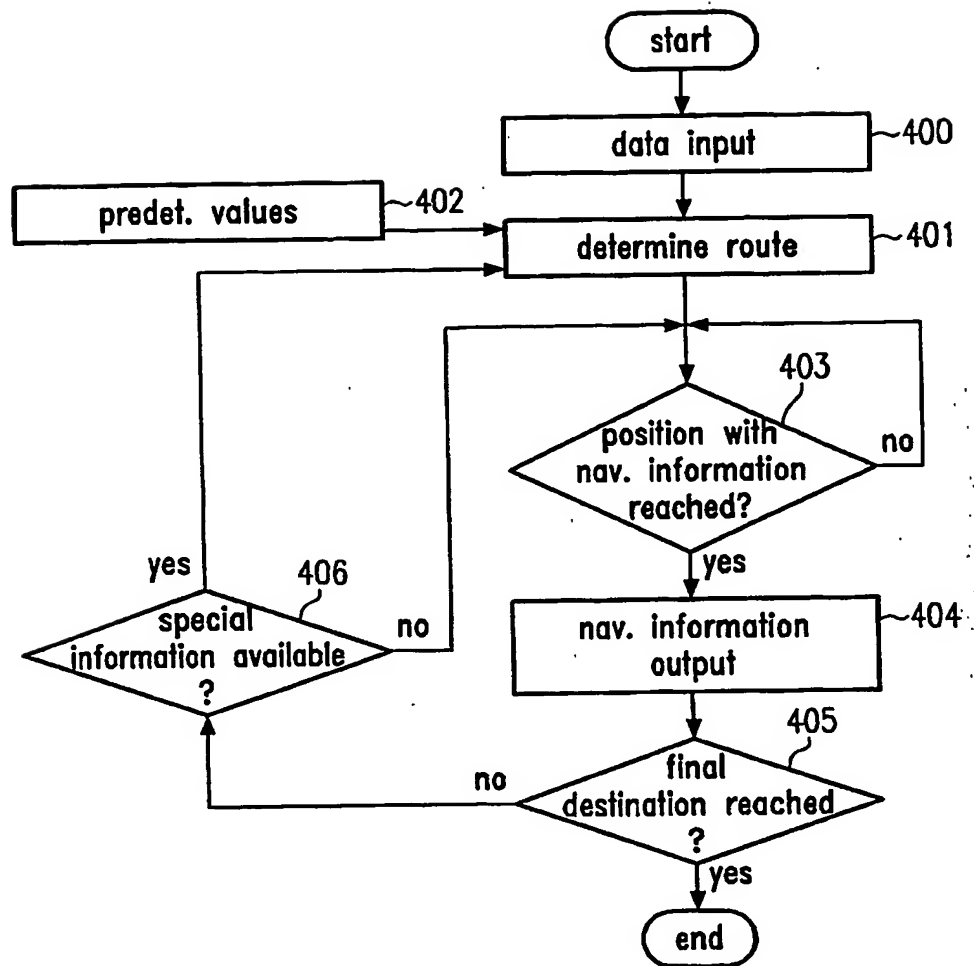 start
data input
400
predet. values
402
determine route
401
403
position with
nav. information
reached?
no
yes
yes
406
special
information available
?
no
nav. information
output
404
405
no
final
destination reached
?
yes
end